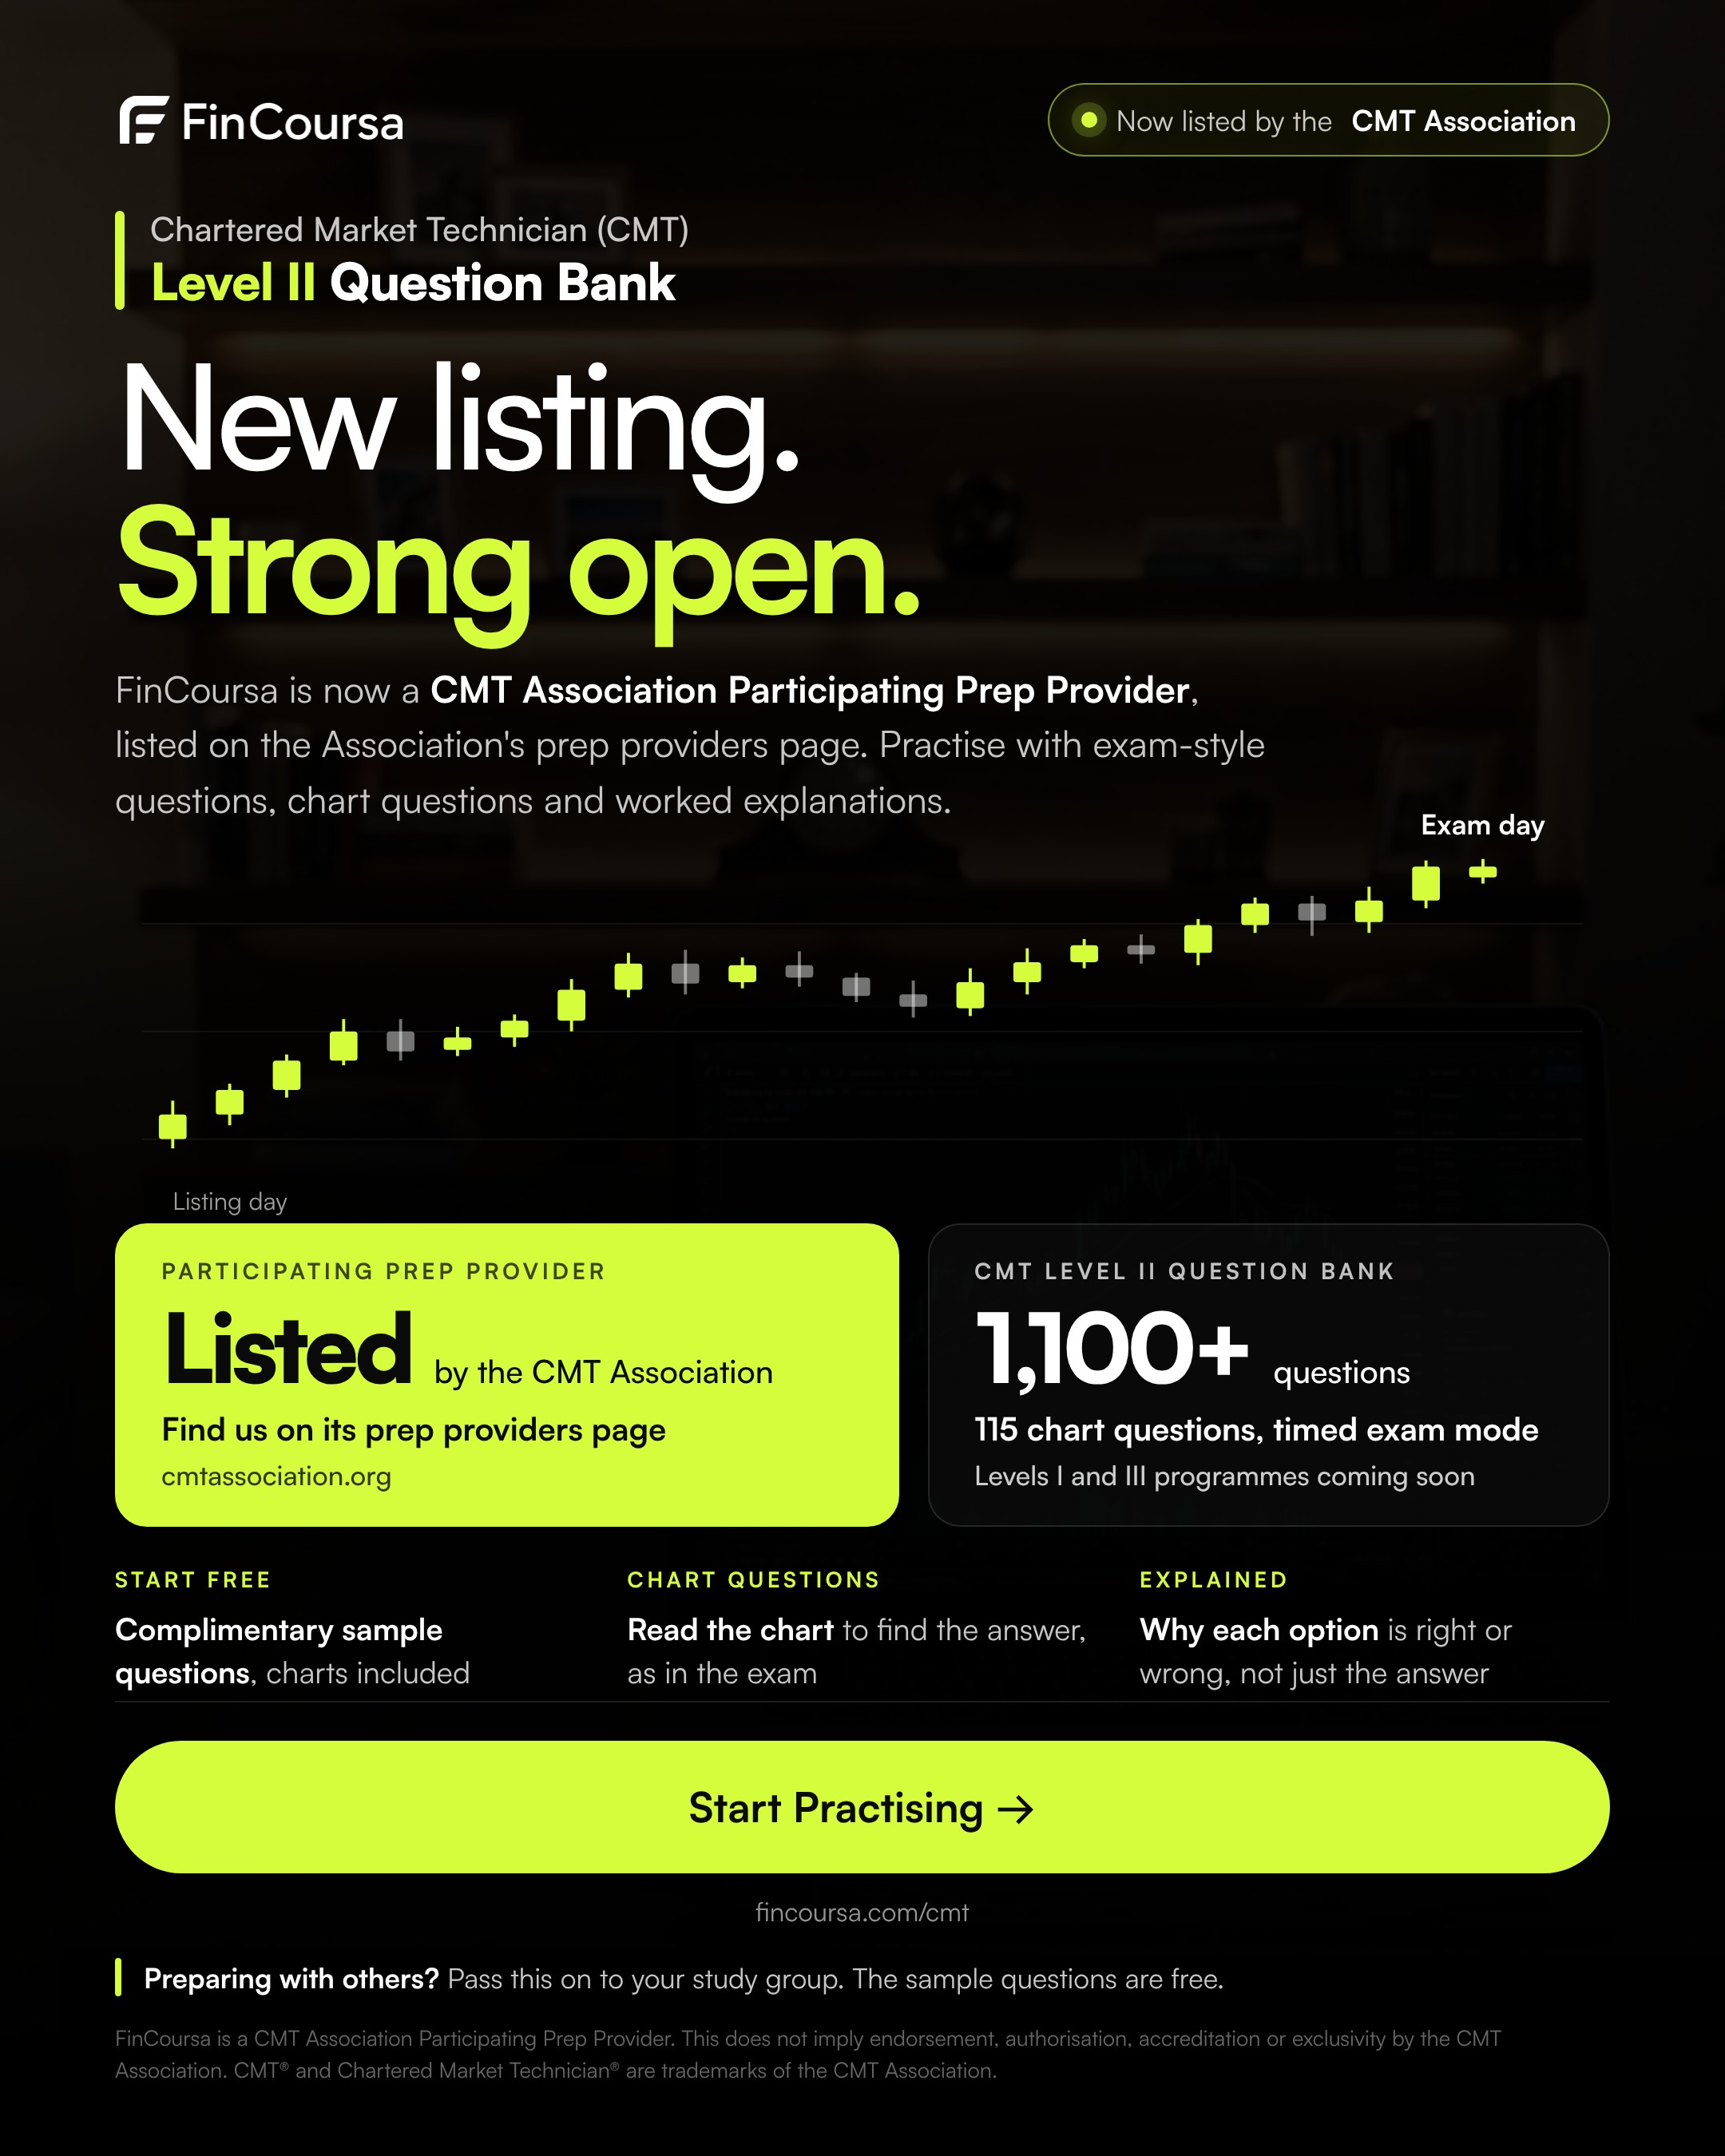 FinCoursa
Now listed by the CMT Association
Chartered Market Technician (CMT)
Level II Question Bank
New listing.
Strong open.
FinCoursa is now a CMT Association Participating Prep Provider,
listed on the Association's prep providers page. Practise with exam-style
questions, chart questions and worked explanations.
Exam day
Listing day
PARTICIPATING PREP PROVIDER
Listed by the CMT Association
Find us on its prep providers page
cmtassociation.org
CMT LEVEL II QUESTION BANK
1,100+ questions
115 chart questions, timed exam mode
Levels I and III programmes coming soon
START FREE
Complimentary sample
questions, charts included
CHART QUESTIONS
Read the chart to find the answer,
as in the exam
EXPLAINED
Why each option is right or
wrong, not just the answer
Start Practising →
fincoursa.com/cmt
Preparing with others? Pass this on to your study group. The sample questions are free.
FinCoursa is a CMT Association Participating Prep Provider. This does not imply endorsement, authorisation, accreditation or exclusivity by the CMT
Association. CMT® and Chartered Market Technician® are trademarks of the CMT Association.